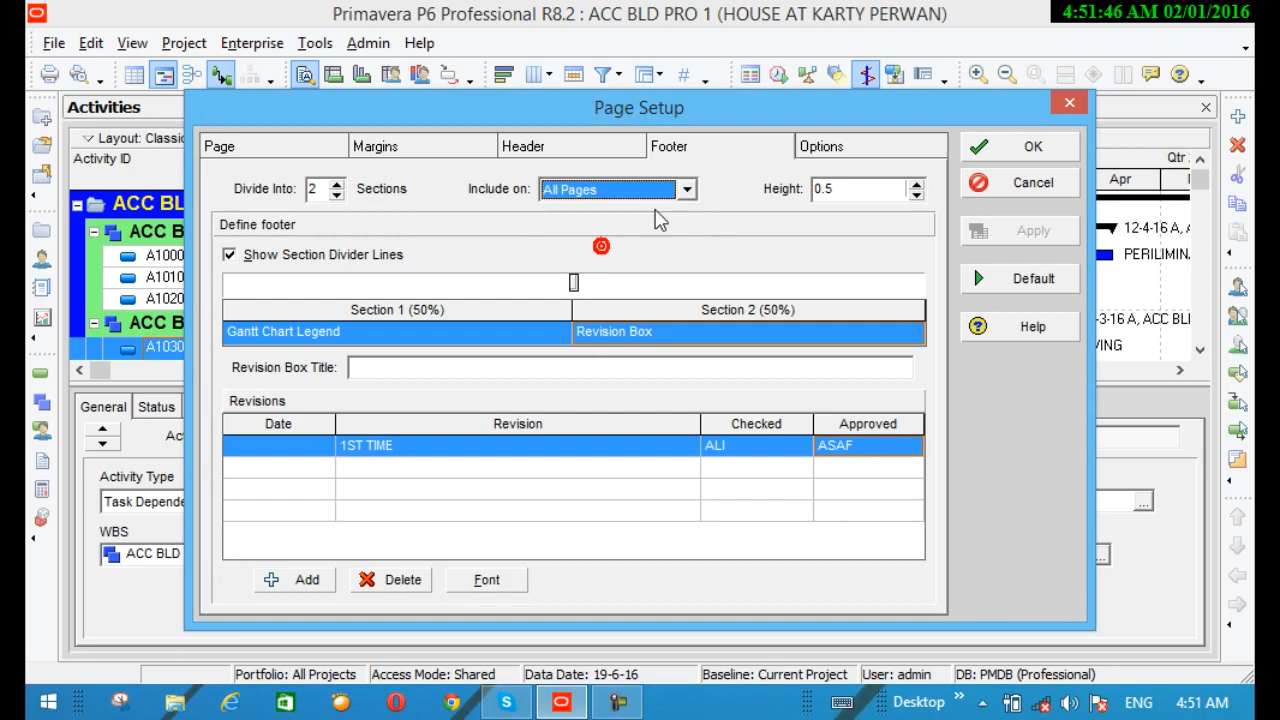 Primavera P6 Professional R8.2 : ACC BLD PRO 1 (HOUSE AT KARTY PERWAN)
4:51:46 AM 02/01/2016
File Edit View Project Enterprise Tools Admin Help
Activities
Page Setup
Layout: Classic
Activity ID
Qtr
Apr
Page Margins Header Footer Options
OK
Divide Into: 2 Sections Include on: All Pages Height: 0.5
Cancel
ACC BLD
Define footer
Apply
12-4-16 A, A
ACC B
A1000
Show Section Divider Lines
PERILIMINA
A1010
Default
A1020
Section 1 (50%) Section 2 (50%)
ACC B
-3-16 A, ACC BLD
Gantt Chart Legend Revision Box
Help
A1030
VING
Revision Box Title:
General Status
Revisions
Date Revision Checked Approved
1ST TIME ALI ASAF
Activity Type
Task Depende
WBS
ACC BLD
Add Delete Font
Portfolio: All Projects Access Mode: Shared Data Date: 19-6-16 Baseline: Current Project User: admin DB: PMDB (Professional)
Desktop ENG 4:51 AM